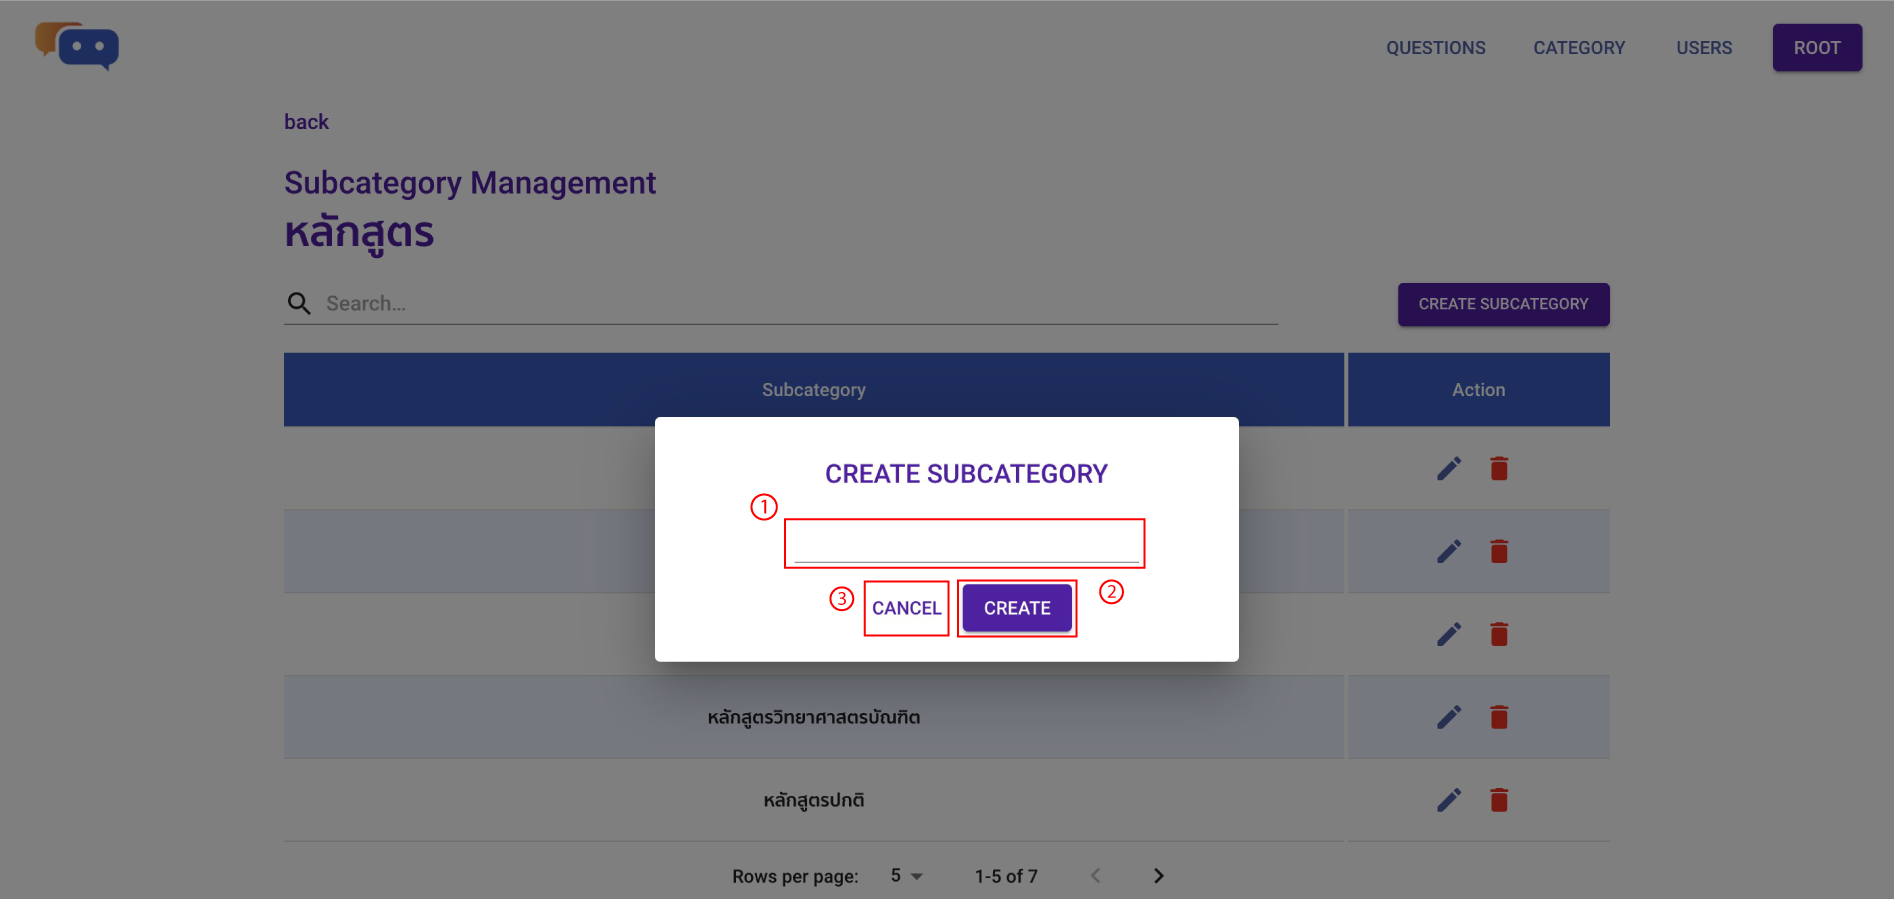 QUESTIONS CATEGORY USERS ROOT
back
Subcategory Management
หลักสูตร
Search...
CREATE SUBCATEGORY
Subcategory Action
CREATE SUBCATEGORY
1
3 CANCEL CREATE 2
หลักสูตรวิทยาศาสตรบัณฑิต
หลักสูตรปกติ
Rows per page: 5 1-5 of 7